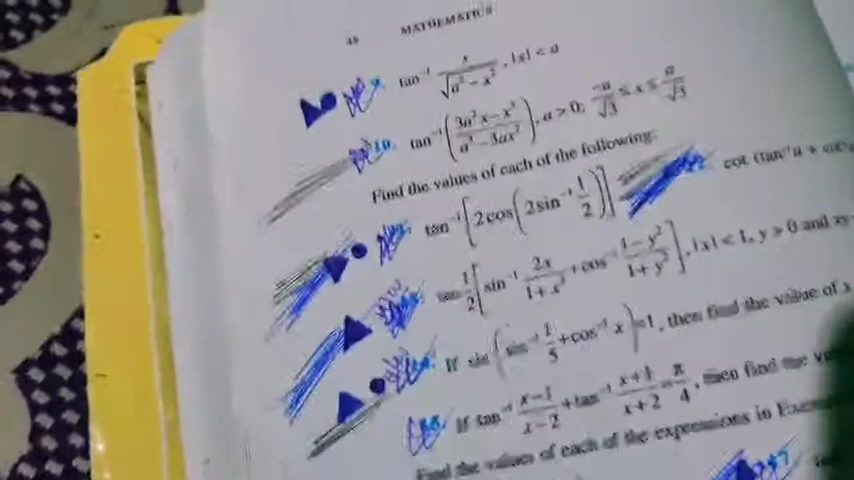 48 MATHEMATICS
9. tan⁻¹ x/√(a² – x²), |x| < a
10. tan⁻¹((3a²x – x³)/(a³ – 3ax²)), a > 0; –a/√3 ≤ x ≤ a/√3
Find the values of each of the following:
tan⁻¹[2cos(2sin⁻¹ 1/2)] cot (tan⁻¹a +
tan 1/2[sin⁻¹ 2x/(1 + x²) + cos⁻¹ (1 – y²)/(1 + y²)], |x| < 1, y > 0 and xy
If sin(sin⁻¹ 1/5 + cos⁻¹ x) = 1, then find the value of x
If tan⁻¹ (x – 1)/(x – 2) + tan⁻¹ (x + 1)/(x + 2) = π/4, then find the
Find the values of each of the expressions in